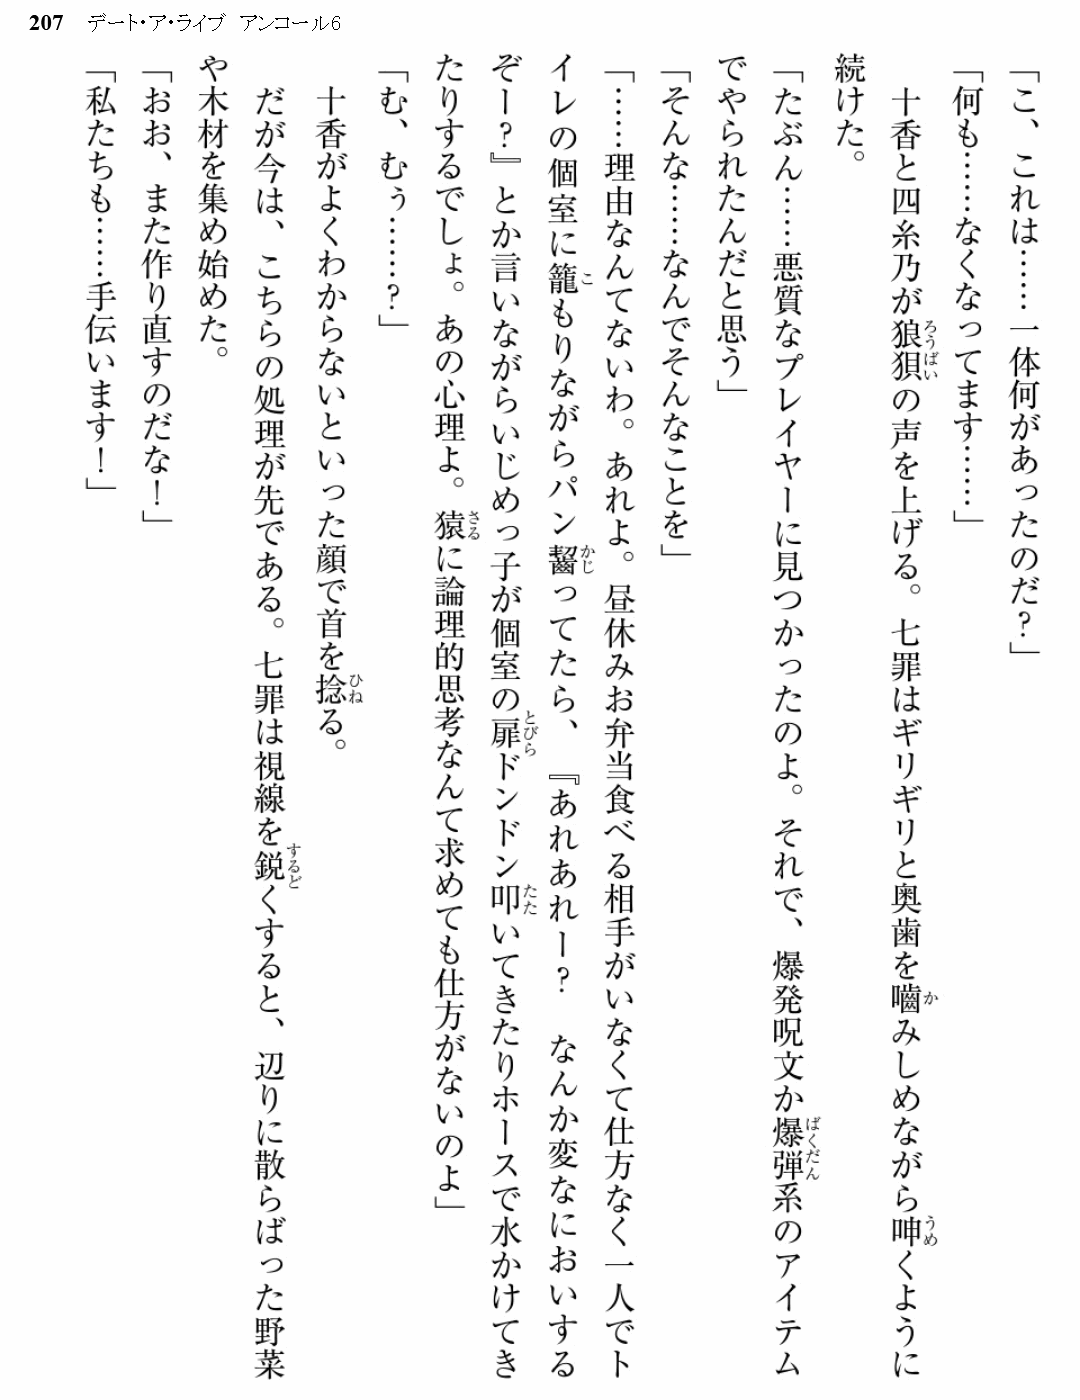 207 デート・ア・ライブ アンコール6
「こ、これは……一体何があったのだ?」
「何も……なくなってます……」
十香と四糸乃が狼狽の声を上げる。七罪はギリギリと奥歯を嚙みしめながら呻くように
続けた。
「たぶん……悪質なプレイヤーに見つかったのよ。それで、爆発呪文か爆弾系のアイテム
でやられたんだと思う」
「そんな……なんでそんなことを」
「……理由なんてないわ。あれよ。昼休みお弁当食べる相手がいなくて仕方なく一人でト
イレの個室に籠もりながらパン齧ってたら、『あれあれー? なんか変なにおいする
ぞー?』とか言いながらいじめっ子が個室の扉ドンドン叩いてきたりホースで水かけてき
たりするでしょ。あの心理よ。猿に論理的思考なんて求めても仕方がないのよ」
「む、むぅ……?」
十香がよくわからないといった顔で首を捻る。
だが今は、こちらの処理が先である。七罪は視線を鋭くすると、辺りに散らばった野菜
や木材を集め始めた。
「おお、また作り直すのだな!」
「私たちも……手伝います!」